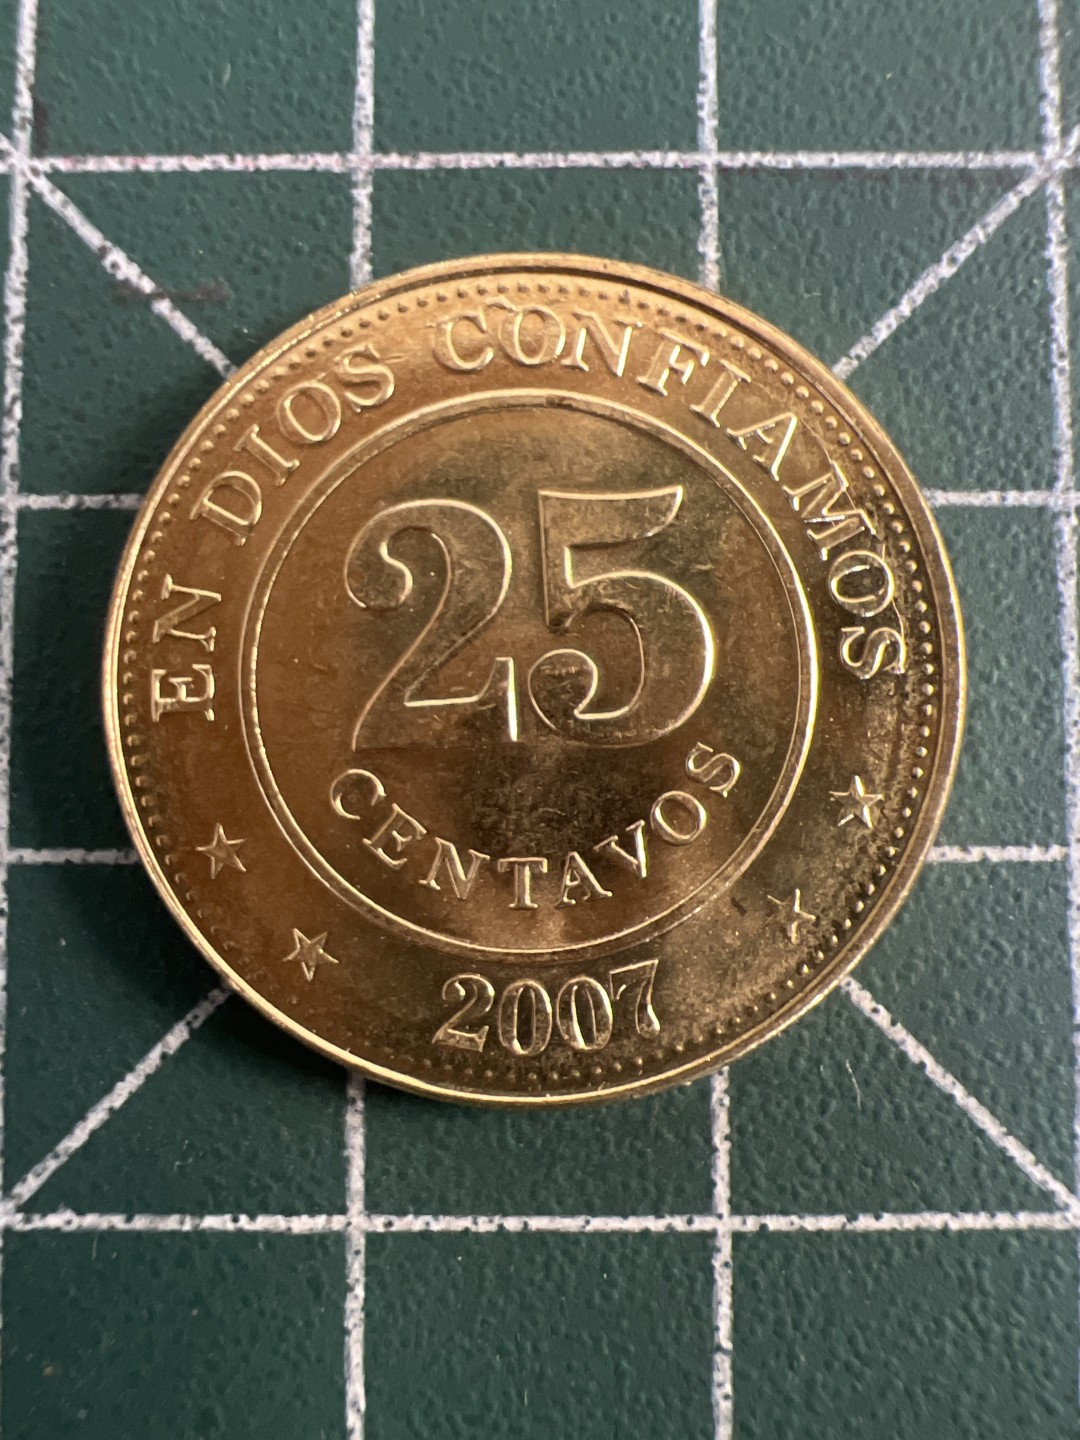 EN DIOS CONFIAMOS
25
CENTAVOS
2007